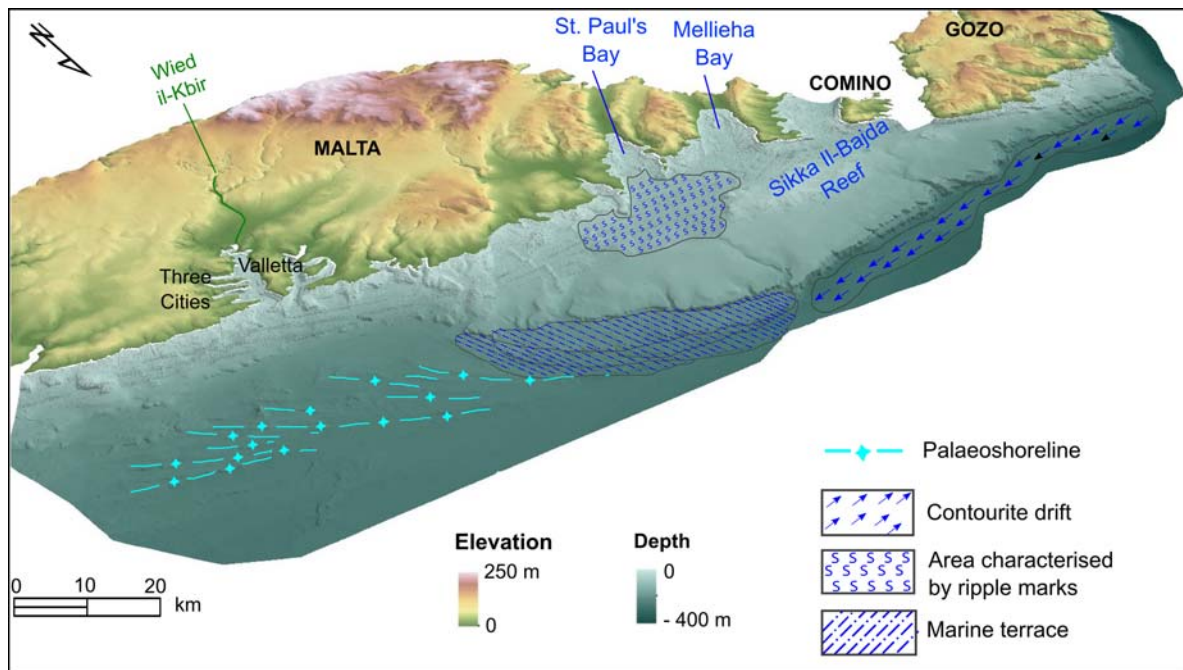 St. Paul's
Bay
Mellieha
Bay
GOZO
COMINO
Wied
il-Kbir
MALTA
Sikka Il-Bajda
Reef
Valletta
Three
Cities
N
Palaeoshoreline
Contourite drift
Area characterised
by ripple marks
Marine terrace
Elevation
250 m
0
Depth
0
- 400 m
0 10 20
km